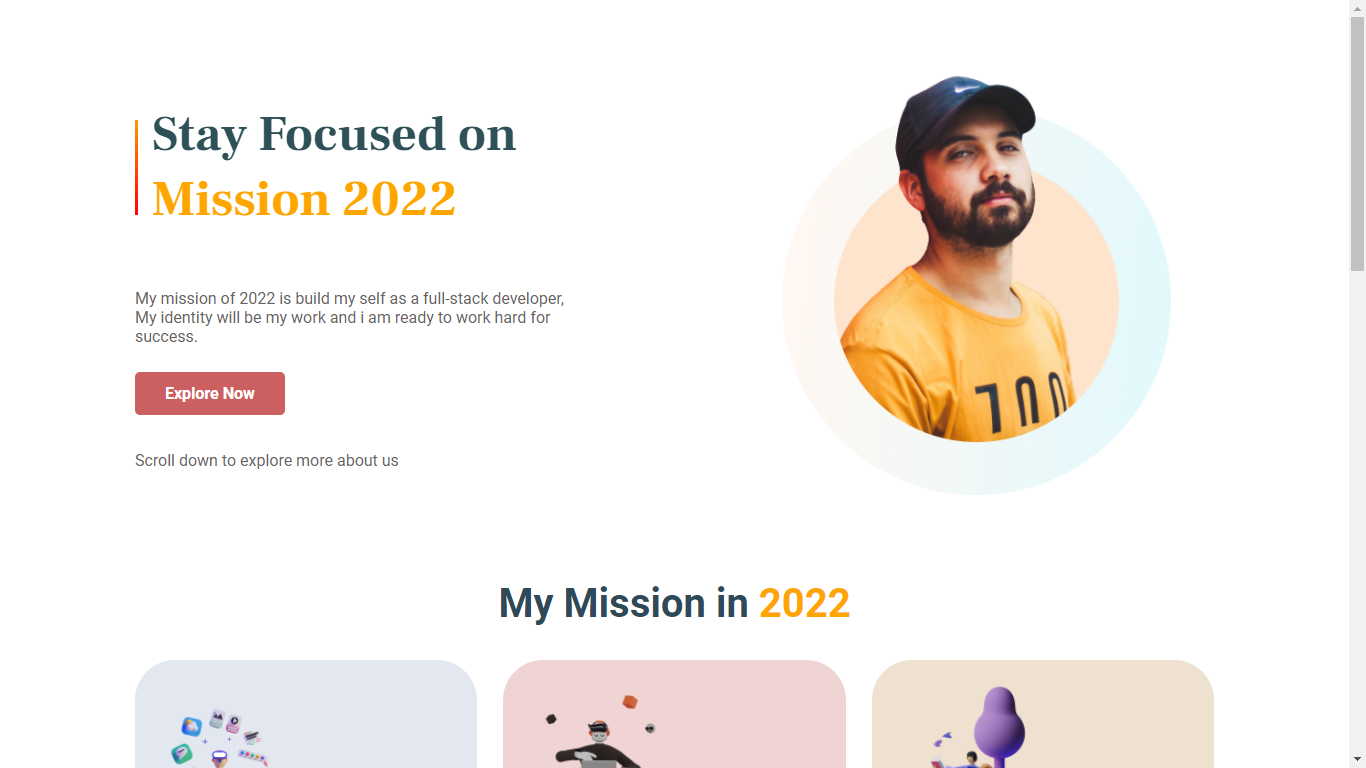 Stay Focused on
Mission 2022
My mission of 2022 is build my self as a full-stack developer,
My identity will be my work and i am ready to work hard for
success.
Explore Now
Scroll down to explore more about us
100
My Mission in 2022